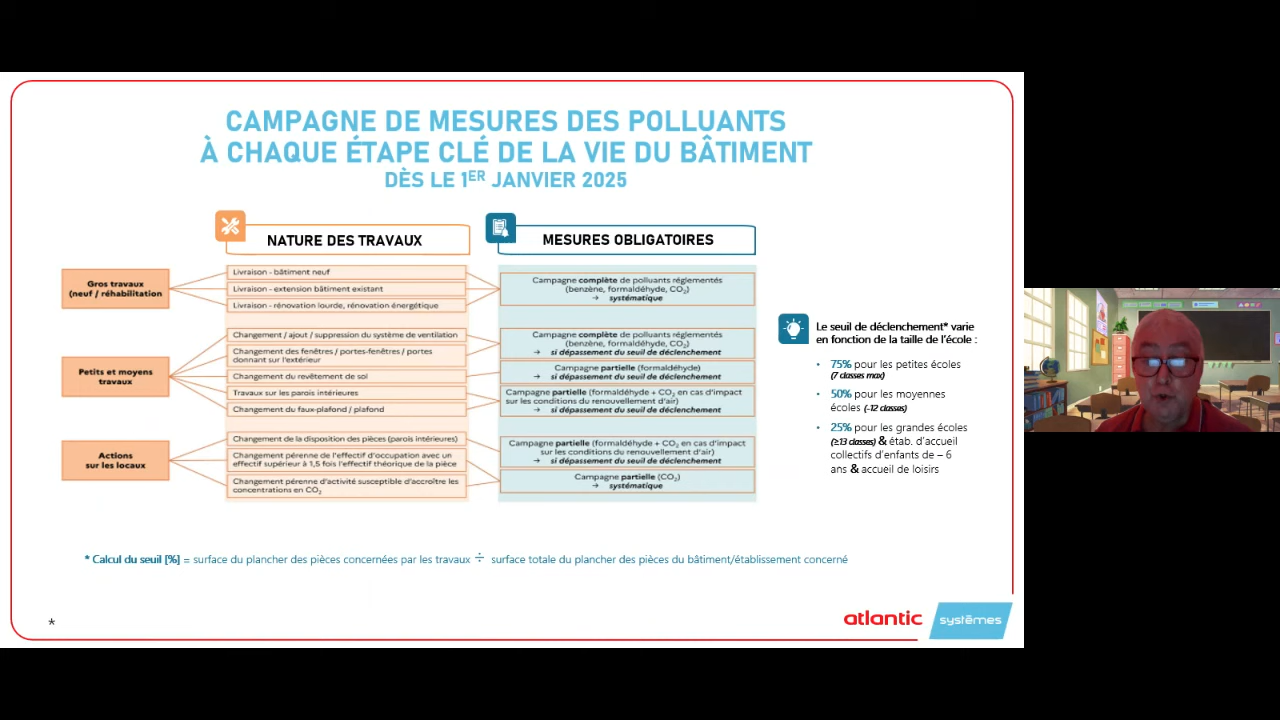 CAMPAGNE DE MESURES DES POLLUANTS
À CHAQUE ÉTAPE CLÉ DE LA VIE DU BÂTIMENT
DÈS LE 1ER JANVIER 2025
NATURE DES TRAVAUX
MESURES OBLIGATOIRES
Gros travaux
(neuf / réhabilitation
Livraison - bâtiment neuf
Livraison - extension bâtiment existant
Livraison - rénovation lourde, rénovation énergétique
Campagne complète de polluants réglementés
(benzène, formaldéhyde, CO2)
→ systématique
Petits et moyens
travaux
Changement / ajout / suppression du système de ventilation
Changement des fenêtres / portes-fenêtres / portes
donnant sur l'extérieur
Changement du revêtement de sol
Travaux sur les parois intérieures
Changement du faux-plafond / plafond
Campagne complète de polluants réglementés
(benzène, formaldéhyde, CO2)
→ si dépassement du seuil de déclenchement
Campagne partielle (formaldéhyde)
→ si dépassement du seuil de déclenchement
Campagne partielle (formaldéhyde + CO2 en cas d'impact
sur les conditions du renouvellement d'air)
→ si dépassement du seuil de déclenchement
Actions
sur les locaux
Changement de la disposition des pièces (parois intérieures)
Changement pérenne de l'effectif d'occupation avec un
effectif supérieur à 1,5 fois l'effectif théorique de la pièce
Changement pérenne d'activité susceptible d'accroître les
concentrations en CO2
Campagne partielle (formaldéhyde + CO2 en cas d'impact
sur les conditions du renouvellement d'air)
→ si dépassement du seuil de déclenchement
Campagne partielle (CO2)
→ systématique
Le seuil de déclenchement* varie
en fonction de la taille de l'école :
• 75% pour les petites écoles
(7 classes max)
• 50% pour les moyennes
écoles (-12 classes)
• 25% pour les grandes écoles
(≥13 classes) & étab. d'accueil
collectifs d'enfants de – 6
ans & accueil de loisirs
* Calcul du seuil [%] = surface du plancher des pièces concernées par les travaux ÷ surface totale du plancher des pièces du bâtiment/établissement concerné
*
atlantic
systèmes